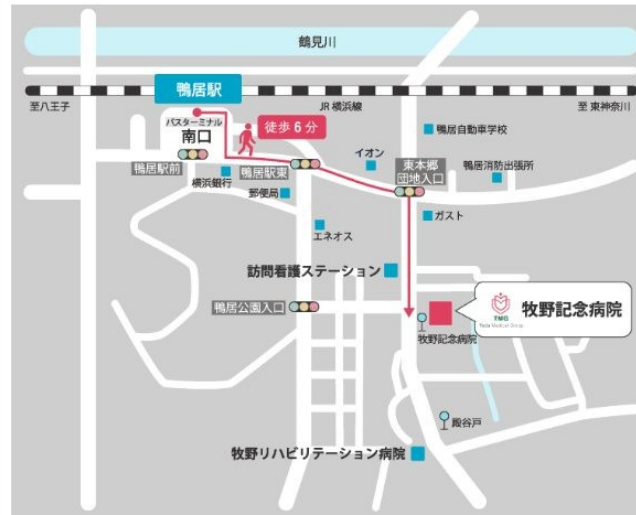 鶴見川
鴨居駅
至八王子
JR 横浜線
至 東神奈川
バスターミナル
南口
徒歩 6 分
鴨居自動車学校
鴨居駅前
横浜銀行
鴨居駅東
イオン
東本郷
団地入口
鴨居消防出張所
郵便局
ガスト
エネオス
訪問看護ステーション
鴨居公園入口
TMG
Toda Medical Group
牧野記念病院
牧野記念病院
殿谷戸
牧野リハビリテーション病院